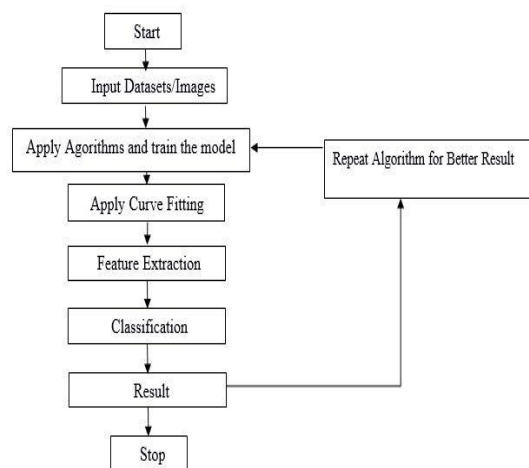 Start
Input Datasets/Images
Apply Agorithms and train the model
Repeat Algorithm for Better Result
Apply Curve Fitting
Feature Extraction
Classification
Result
Stop